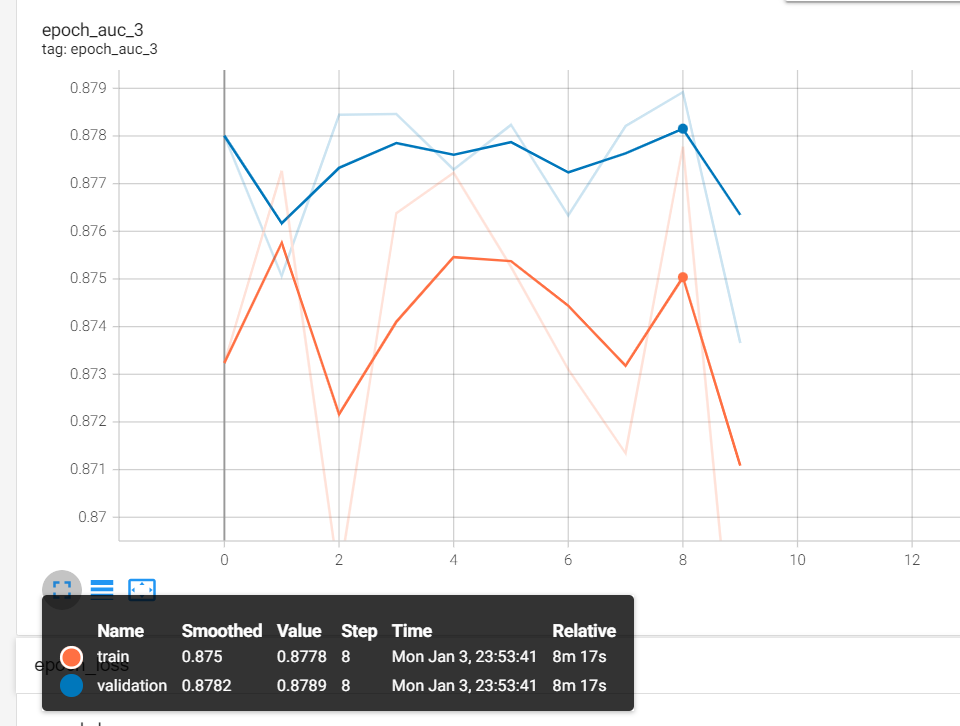 epoch_auc_3
tag: epoch_auc_3
0.879
0.878
0.877
0.876
0.875
0.874
0.873
0.872
0.871
0.87
0 2 4 6 8 10 12
Name Smoothed Value Step Time Relative
train 0.875 0.8778 8 Mon Jan 3, 23:53:41 8m 17s
epoch_loss
validation 0.8782 0.8789 8 Mon Jan 3, 23:53:41 8m 17s